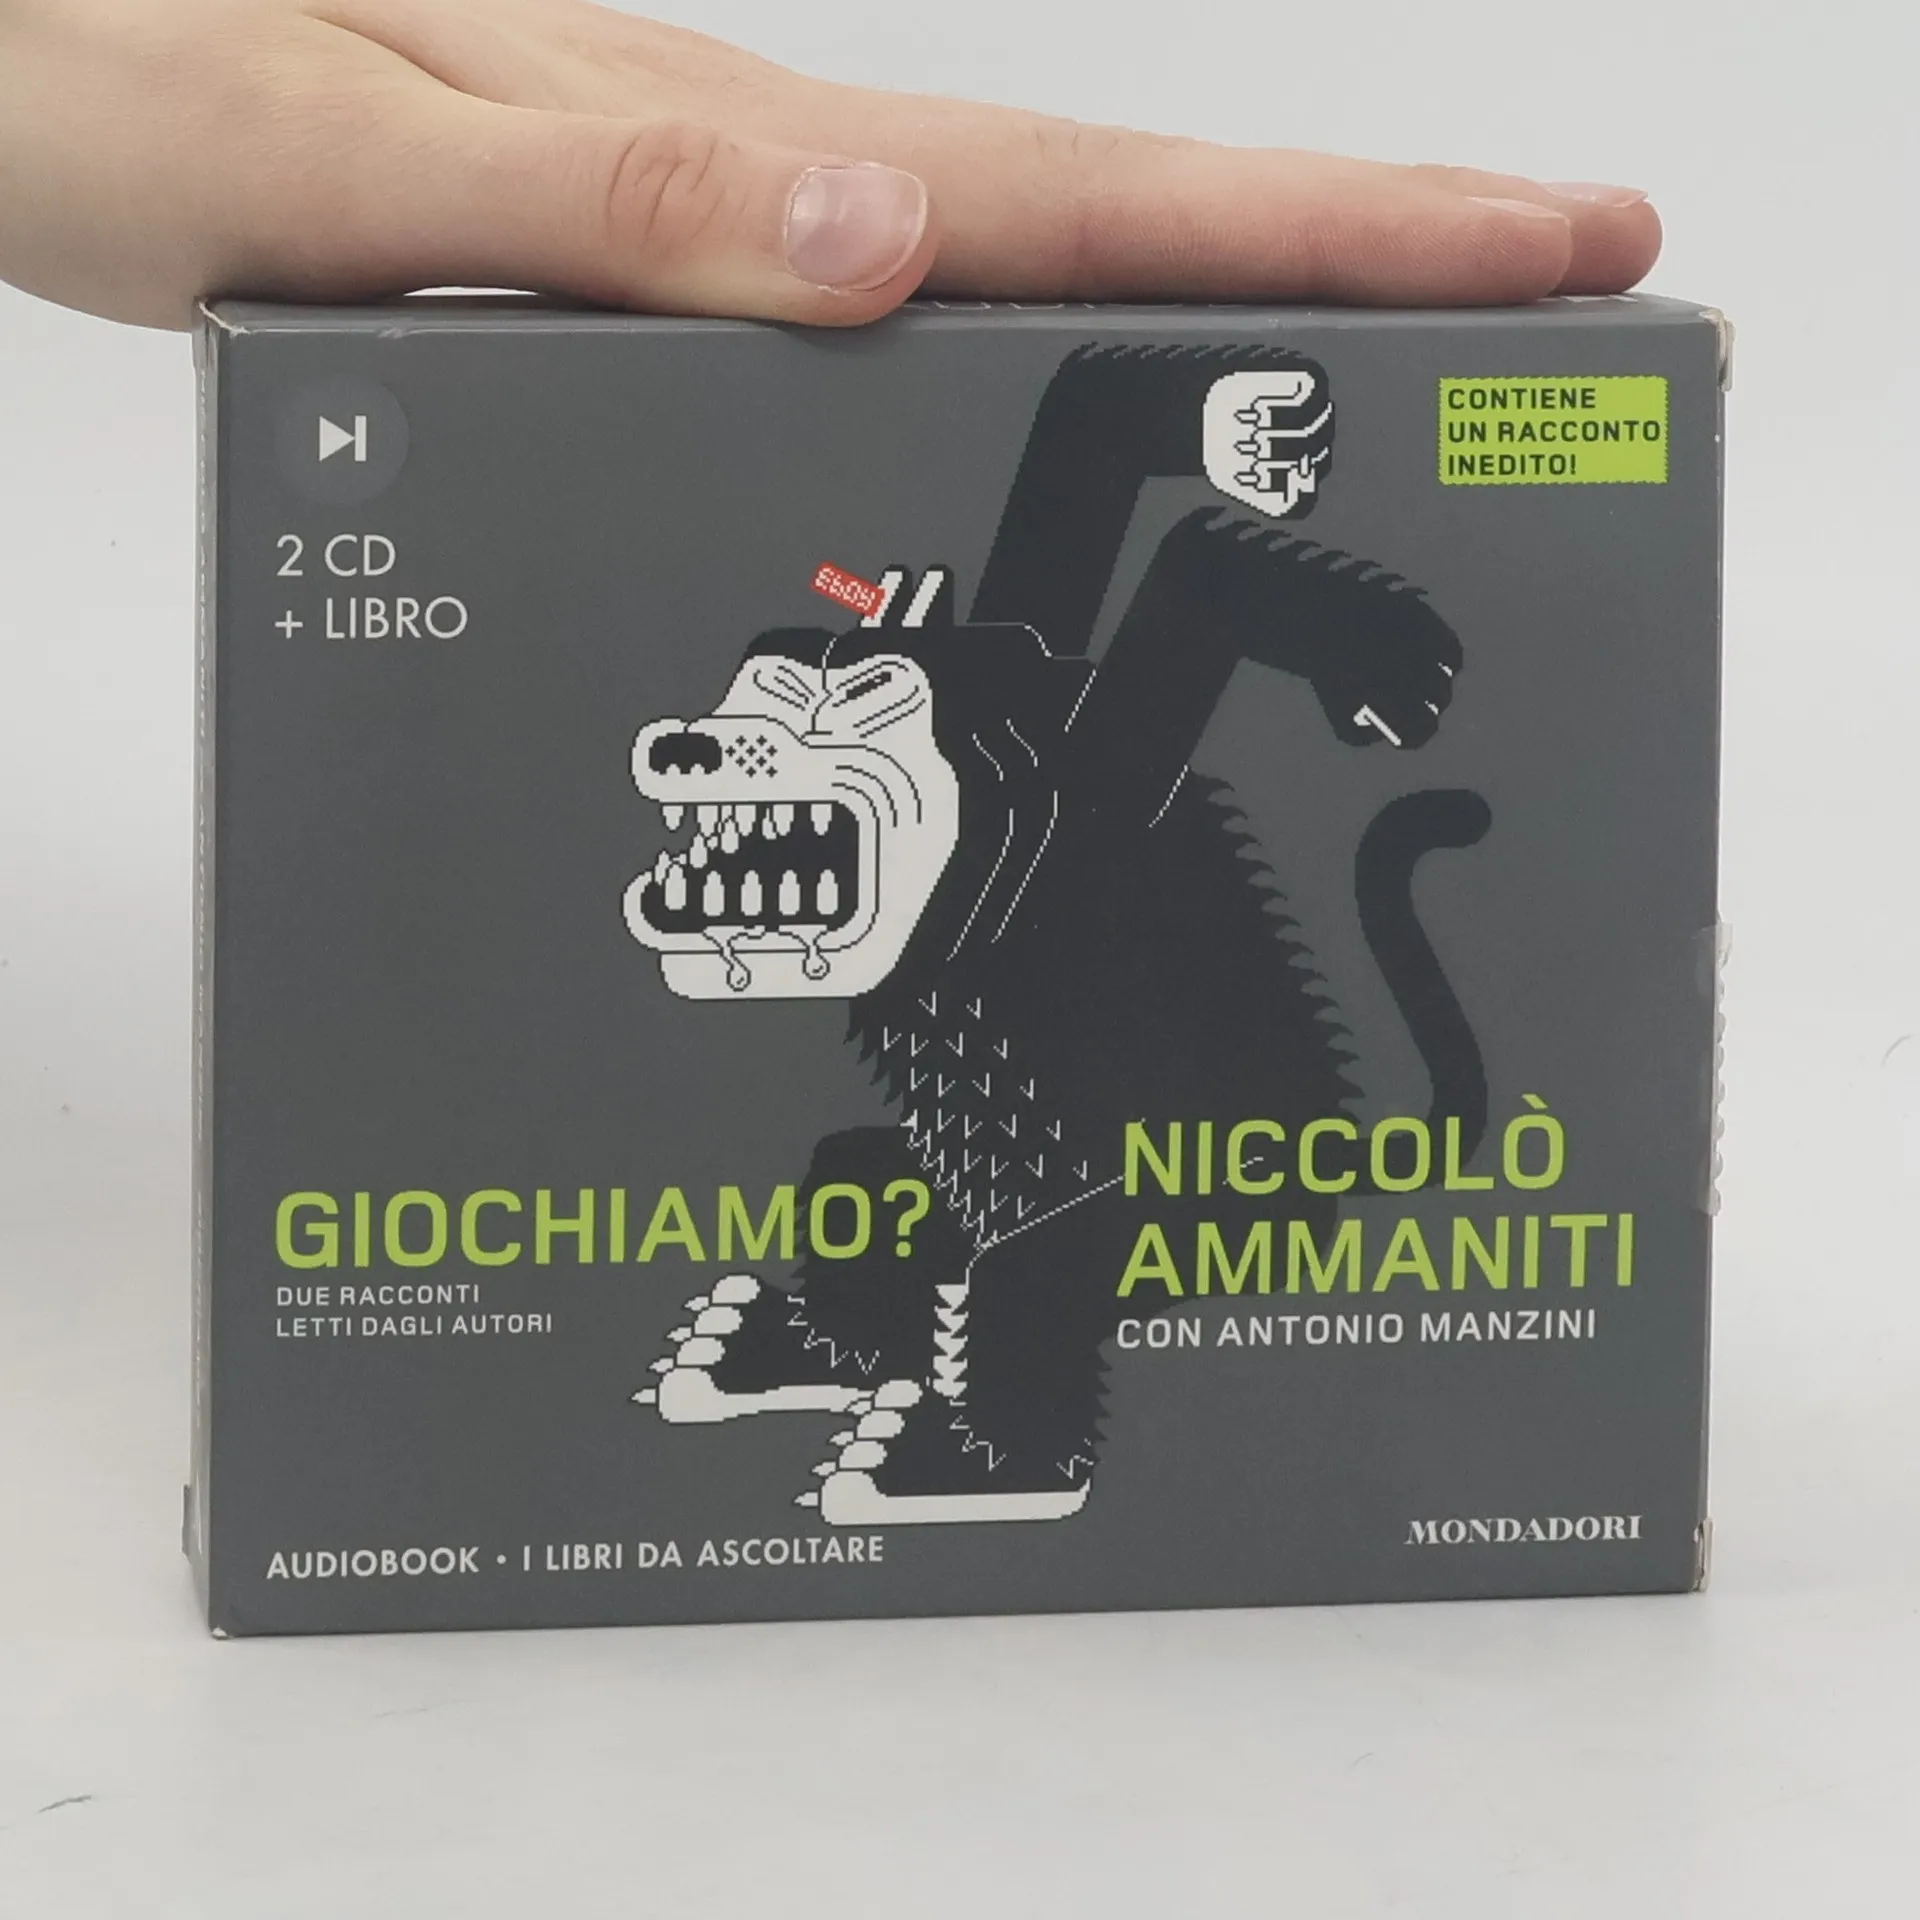 CONTIENE
UN RACCONTO
INEDITO!
2 CD
+ LIBRO
GIOCHIAMO?
DUE RACCONTI
LETTI DAGLI AUTORI
NICCOLÒ
AMMANITI
CON ANTONIO MANZINI
MONDADORI
AUDIOBOOK • I LIBRI DA ASCOLTARE